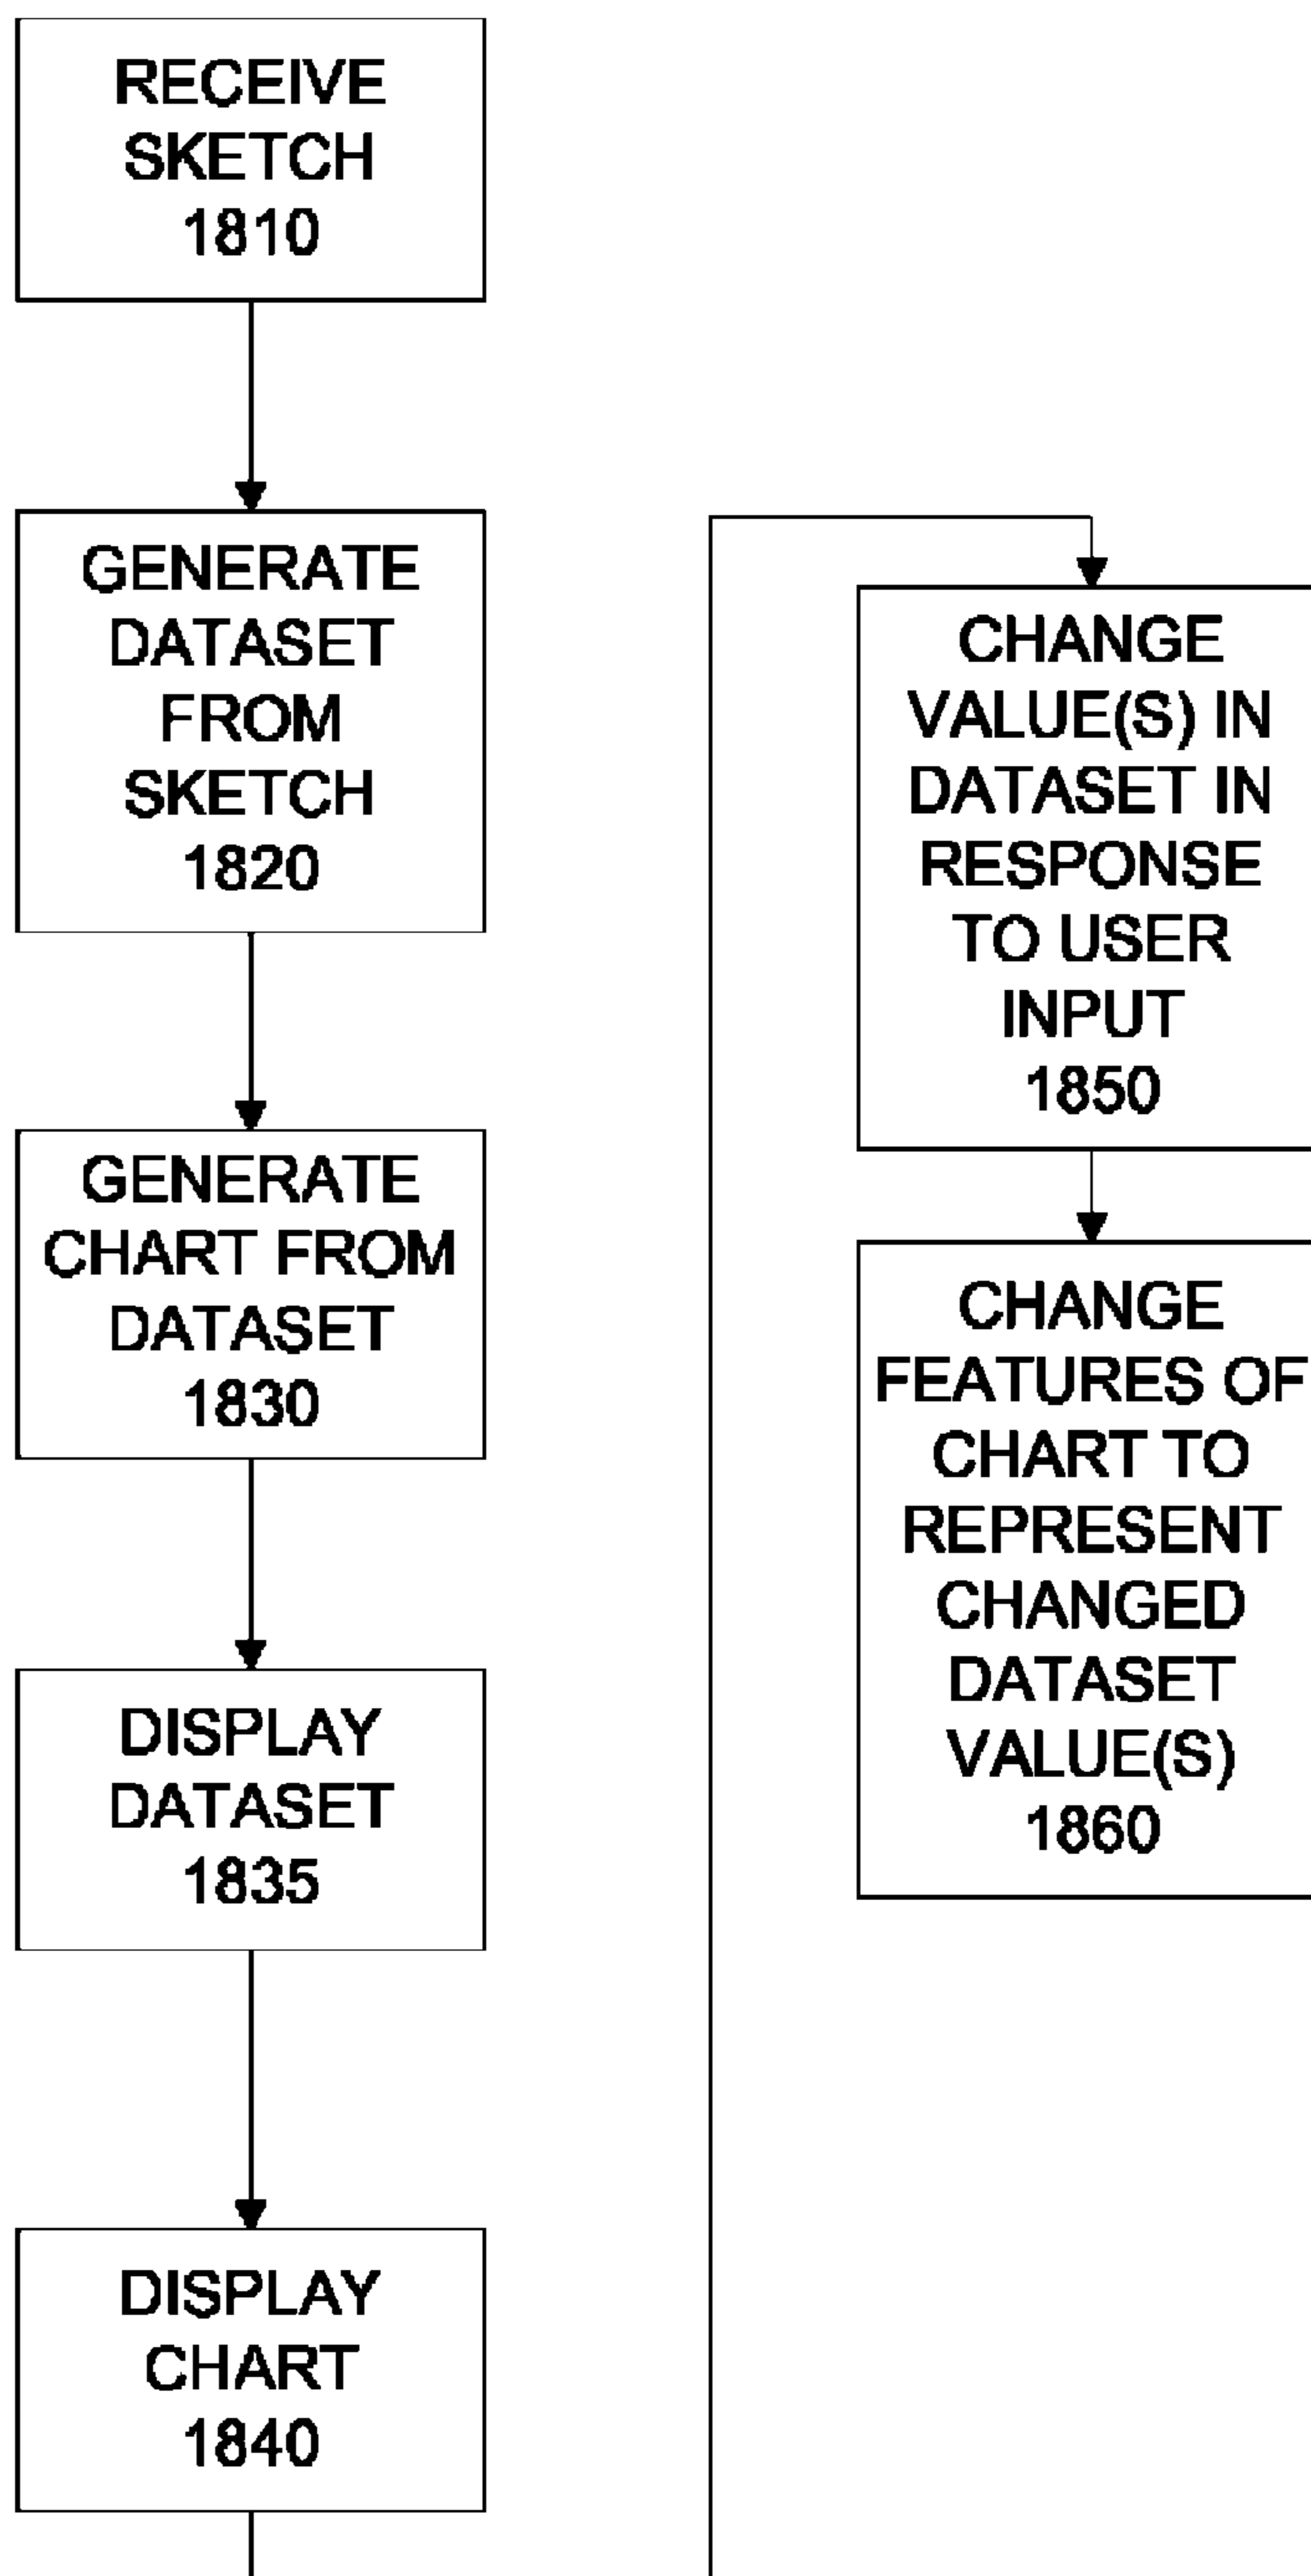 RECEIVE
SKETCH
1810
GENERATE
DATASET
FROM
SKETCH
1820
GENERATE
CHART FROM
DATASET
1830
DISPLAY
DATASET
1835
DISPLAY
CHART
1840
CHANGE
VALUE(S) IN
DATASET IN
RESPONSE
TO USER
INPUT
1850
CHANGE
FEATURES OF
CHART TO
REPRESENT
CHANGED
DATASET
VALUE(S)
1860